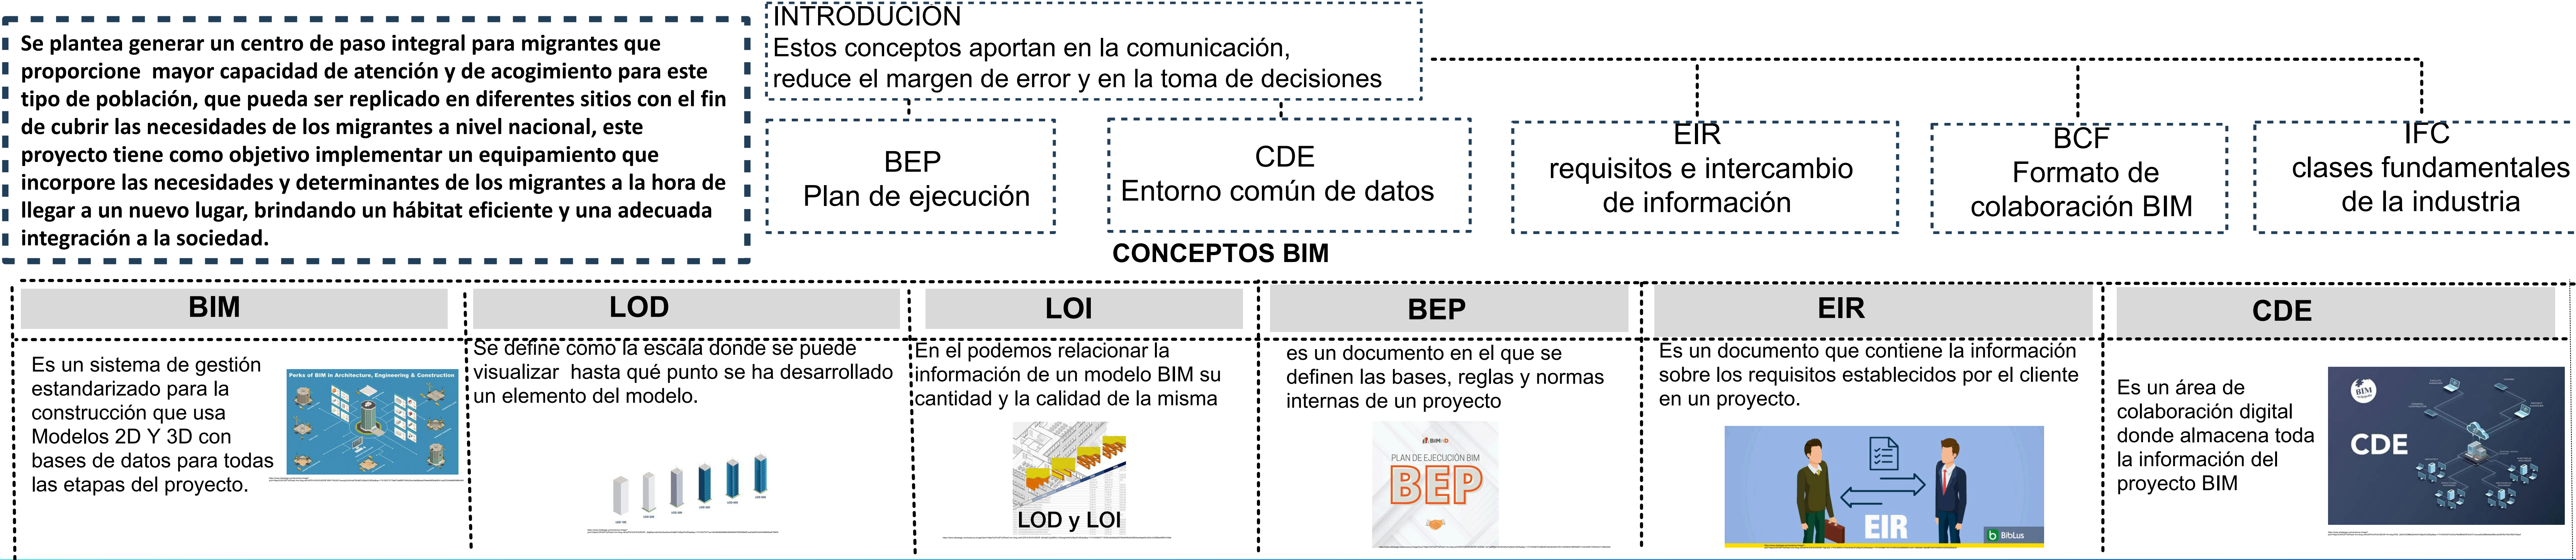 Se plantea generar un centro de paso integral para migrantes que
proporcione mayor capacidad de atención y de acogimiento para este
tipo de población, que pueda ser replicado en diferentes sitios con el fin
de cubrir las necesidades de los migrantes a nivel nacional, este
proyecto tiene como objetivo implementar un equipamiento que
incorpore las necesidades y determinantes de los migrantes a la hora de
llegar a un nuevo lugar, brindando un hábitat eficiente y una adecuada
integración a la sociedad.
INTRODUCIÓN
Estos conceptos aportan en la comunicación,
reduce el margen de error y en la toma de decisiones
BEP
Plan de ejecución
CDE
Entorno común de datos
EIR
requisitos e intercambio
de información
BCF
Formato de
colaboración BIM
IFC
clases fundamentales
de la industria
CONCEPTOS BIM
BIM
Es un sistema de gestión
estandarizado para la
construcción que usa
Modelos 2D Y 3D con
bases de datos para todas
las etapas del proyecto.
Perks of BIM in Architecture, Engineering & Construction
LOD
Se define como la escala donde se puede
visualizar hasta qué punto se ha desarrollado
un elemento del modelo.
LOI
En el podemos relacionar la
información de un modelo BIM su
cantidad y la calidad de la misma
LOD y LOI
BEP
es un documento en el que se
definen las bases, reglas y normas
internas de un proyecto
PLAN DE EJECUCIÓN BIM
BEP
EIR
Es un documento que contiene la información
sobre los requisitos establecidos por el cliente
en un proyecto.
EIR
BibLus
CDE
Es un área de
colaboración digital
donde almacena toda
la información del
proyecto BIM
BIM
CDE